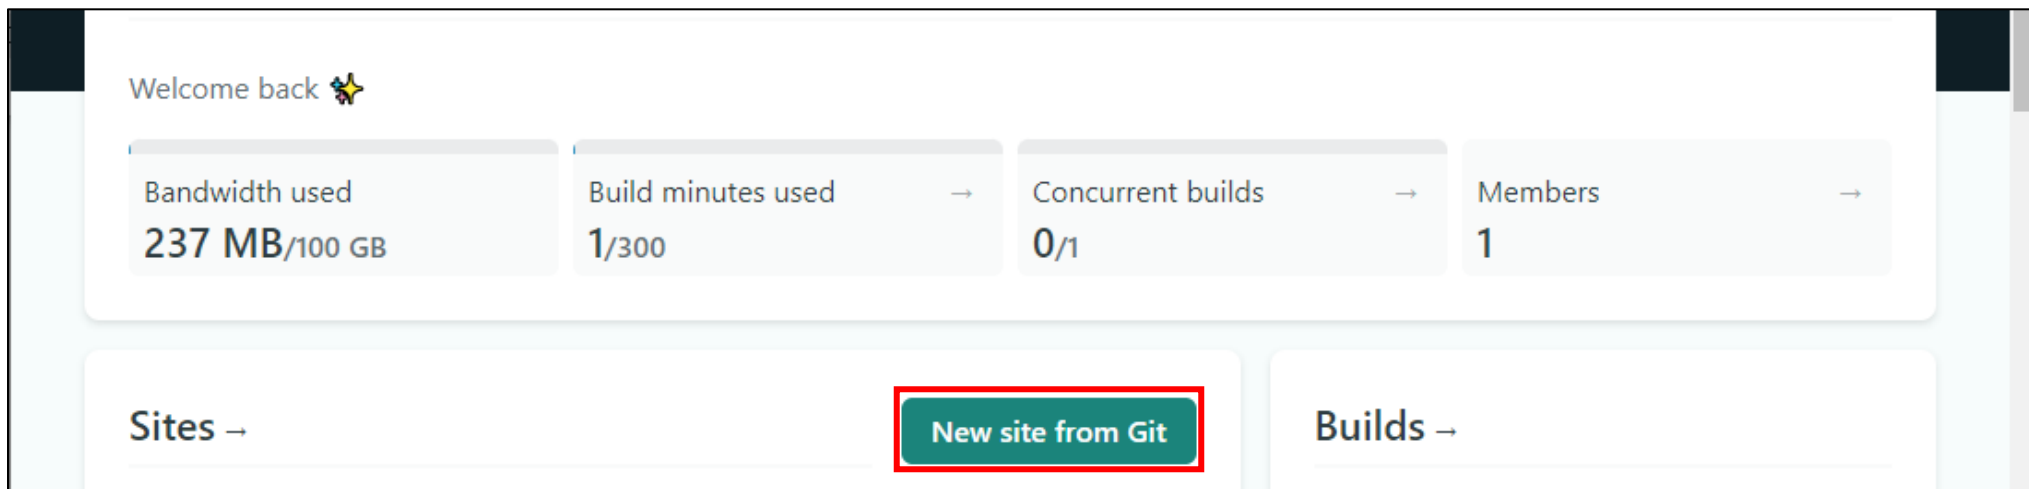 Welcome back
Bandwidth used
237 MB/100 GB
Build minutes used →
1/300
Concurrent builds →
0/1
Members →
1
Sites →
New site from Git
Builds →